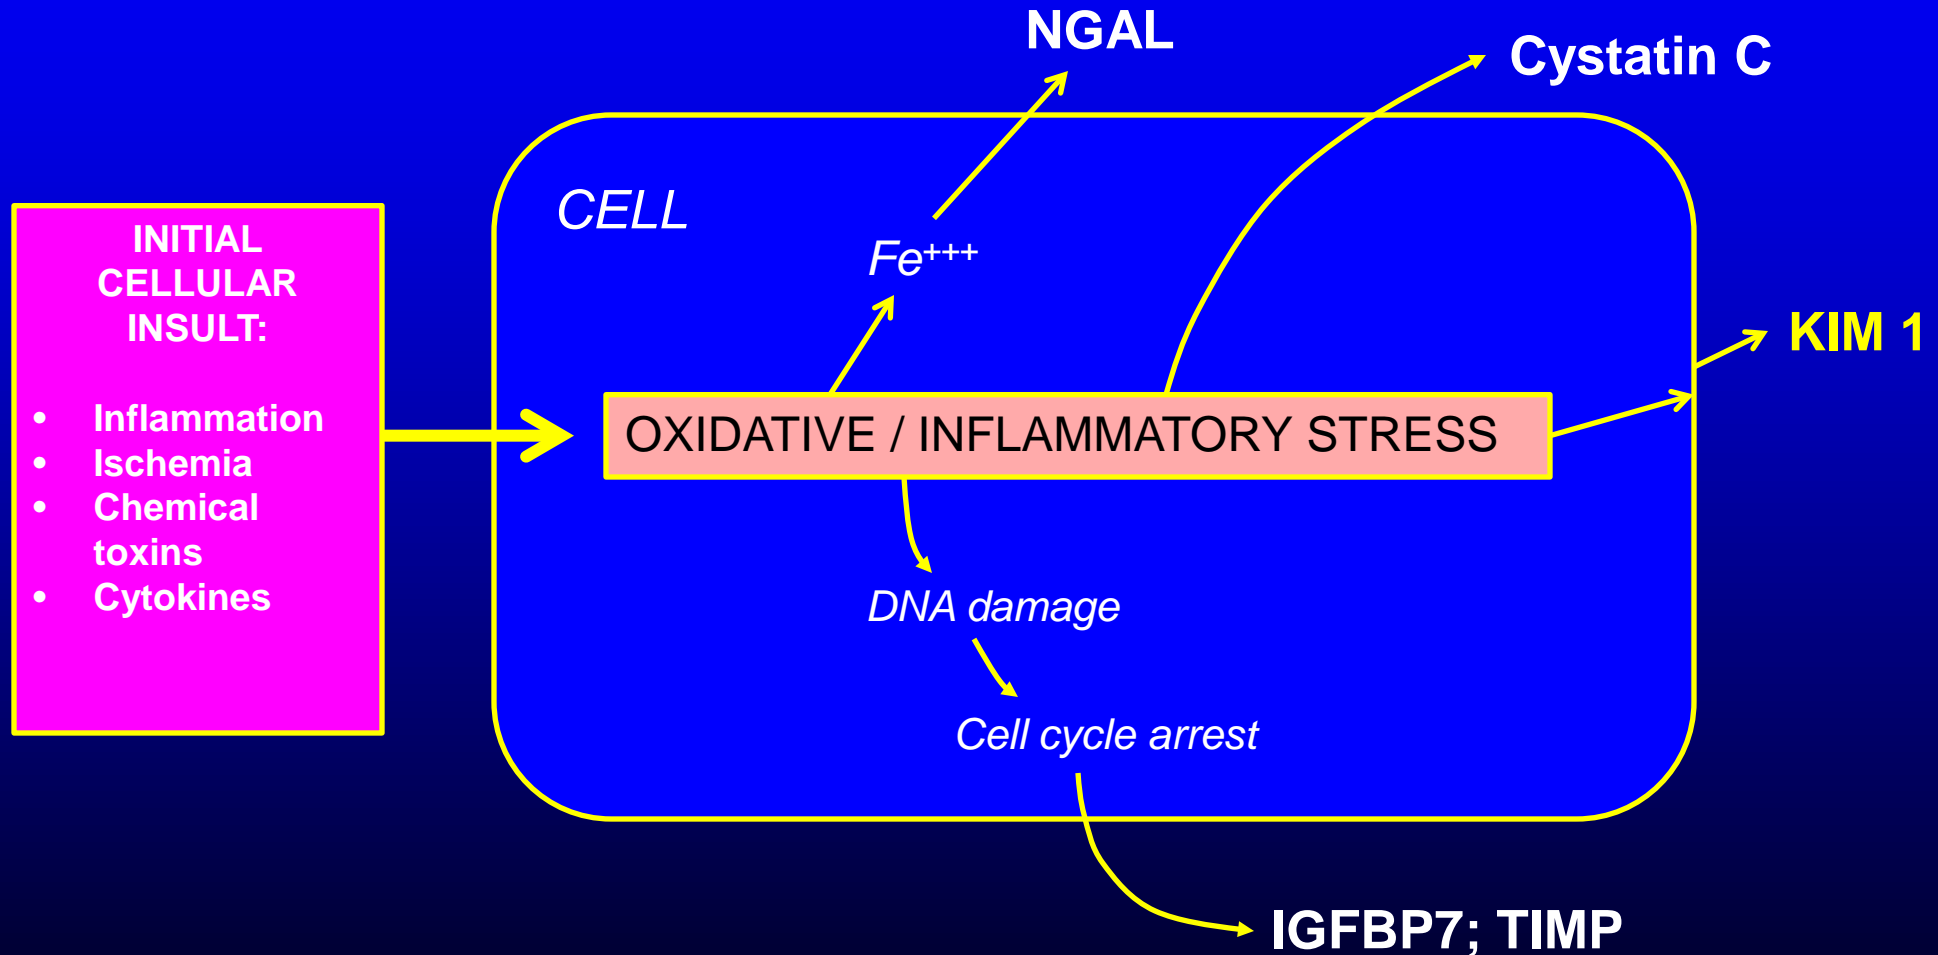 NGAL
Cystatin C
CELL
INITIAL
CELLULAR
INSULT:
• Inflammation
• Ischemia
• Chemical
toxins
• Cytokines
Fe+++
KIM 1
OXIDATIVE / INFLAMMATORY STRESS
DNA damage
Cell cycle arrest
IGFBP7; TIMP